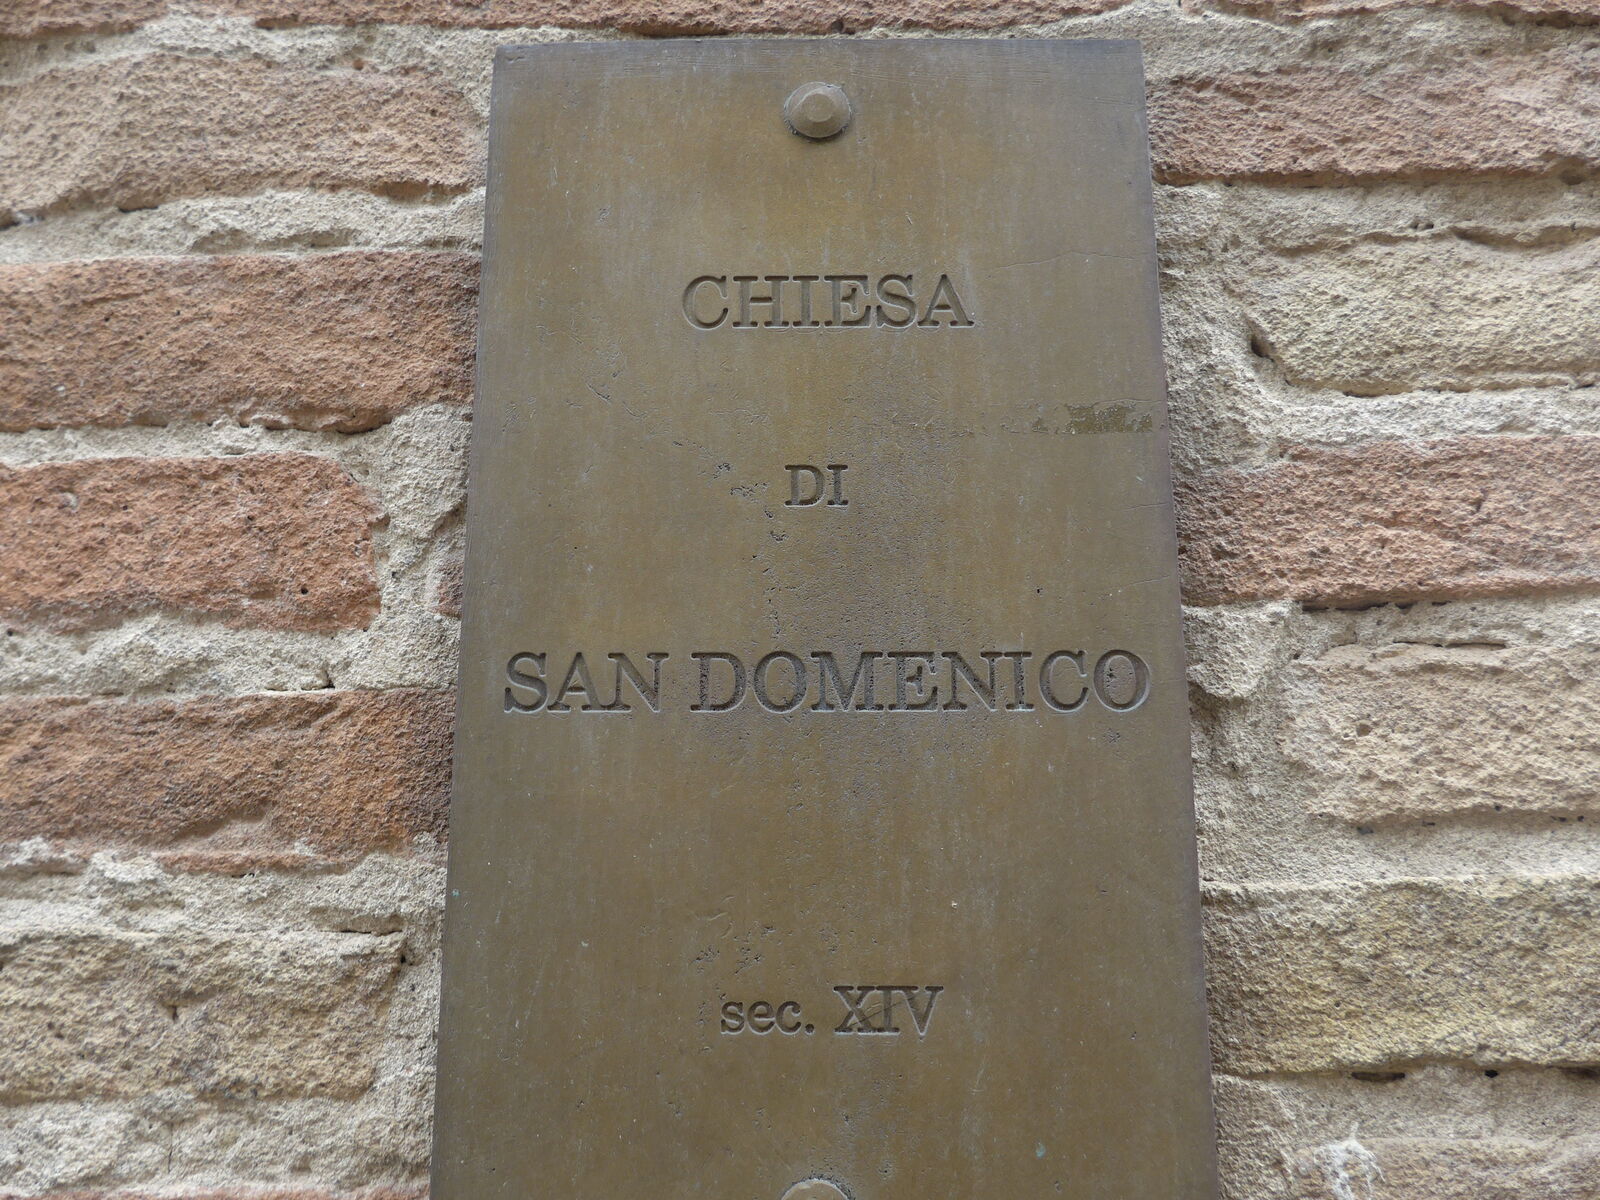 CHIESA
DI
SAN DOMENICO
sec. XIV